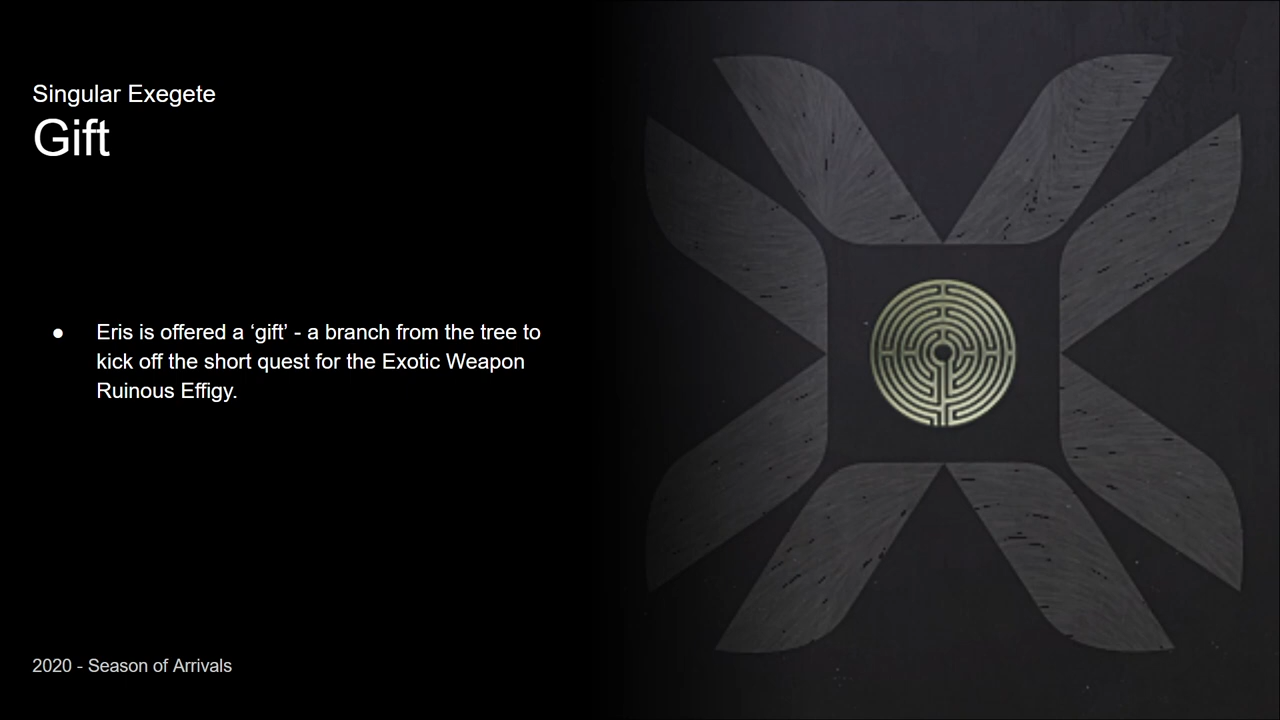 Singular Exegete
Gift
● Eris is offered a ‘gift’ - a branch from the tree to
kick off the short quest for the Exotic Weapon
Ruinous Effigy.
2020 - Season of Arrivals